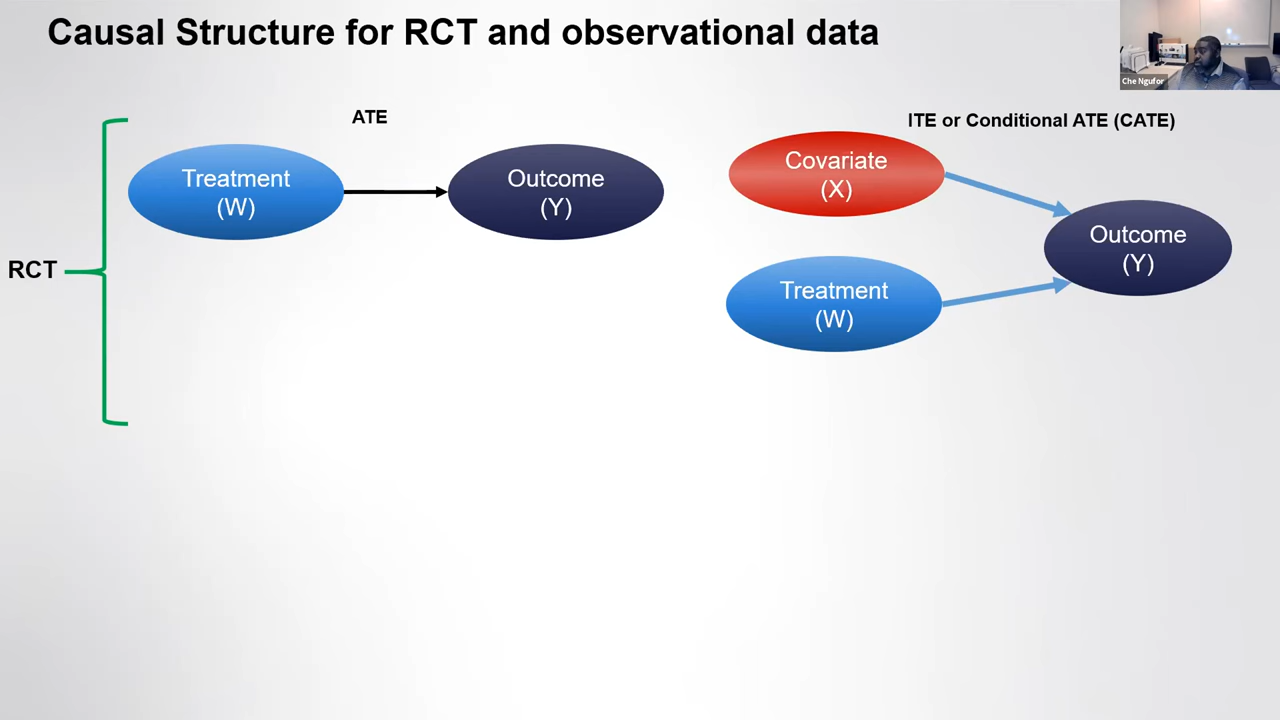 Causal Structure for RCT and observational data
Che Ngufor
ATE
ITE or Conditional ATE (CATE)
Treatment
(W)
Outcome
(Y)
Covariate
(X)
Outcome
(Y)
RCT
Treatment
(W)